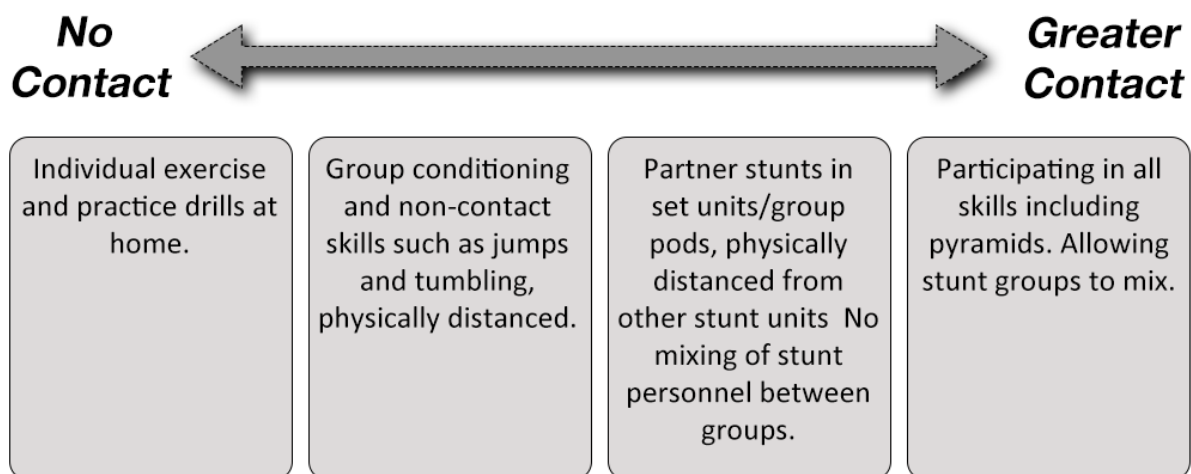 No
Contact
Greater
Contact
Individual exercise
and practice drills at
home.
Group conditioning
and non-contact
skills such as jumps
and tumbling,
physically distanced.
Partner stunts in
set units/group
pods, physically
distanced from
other stunt units  No
mixing of stunt
personnel between
groups.
Participating in all
skills including
pyramids. Allowing
stunt groups to mix.